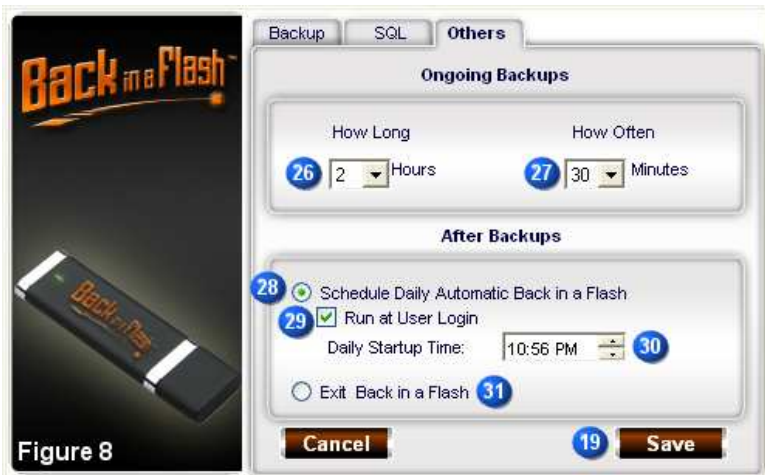 Back in a Flash™
Back in a Flash
Figure 8
Backup SQL Others
Ongoing Backups
How Long How Often
26 2 Hours 27 30 Minutes
After Backups
28 Schedule Daily Automatic Back in a Flash
29 Run at User Login
Daily Startup Time: 10:56 PM 30
Exit Back in a Flash 31
Cancel 19 Save